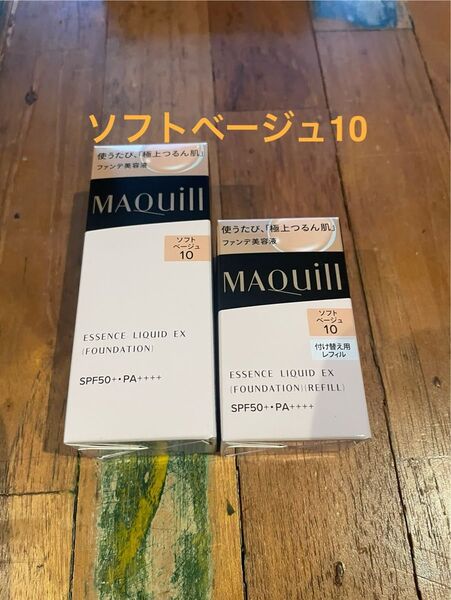 ソフトベージュ10
使うたび、「極上つるん肌」
ファンデ美容液
MAQuill
ソフト
ベージュ
10
ESSENCE LIQUID EX
(FOUNDATION)
SPF50+・PA++++
使うたび、「極上つるん肌」
ファンデ美容液
MAQuill
ソフト
ベージュ
10
付け替え用
レフィル
ESSENCE LIQUID EX
(FOUNDATION)(REFILL)
SPF50+・PA++++